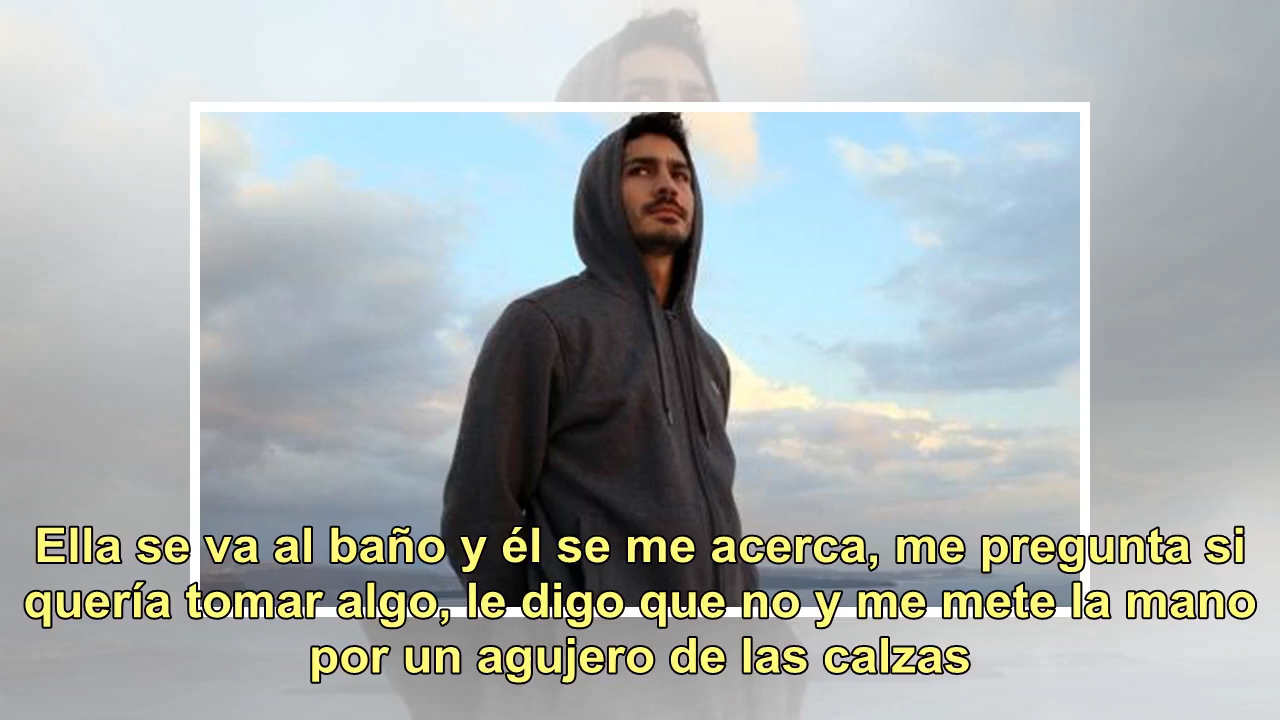 Ella se va al baño y él se me acerca, me pregunta si
quería tomar algo, le digo que no y me mete la mano
por un agujero de las calzas